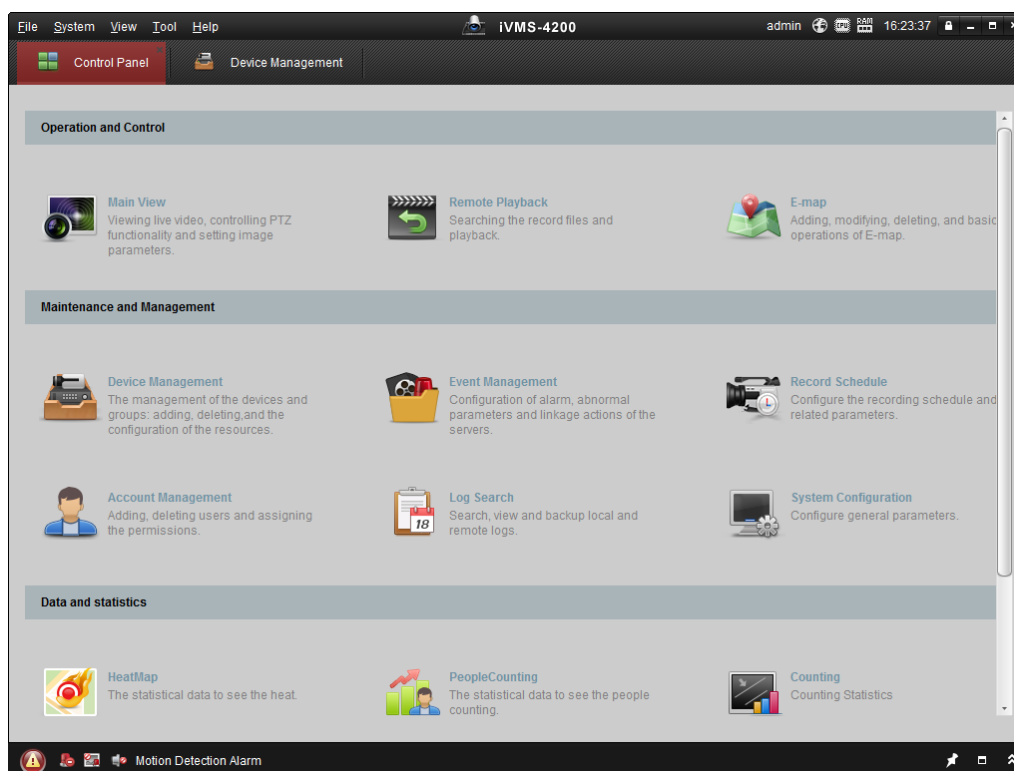 File System View Tool Help iVMS-4200 admin CPU RAM 16:23:37
Control Panel Device Management
Operation and Control
Main View
Viewing live video, controlling PTZ
functionality and setting image
parameters.
Remote Playback
Searching the record files and
playback.
E-map
Adding, modifying, deleting, and basic
operations of E-map.
Maintenance and Management
Device Management
The management of the devices and
groups: adding, deleting,and the
configuration of the resources.
Event Management
Configuration of alarm, abnormal
parameters and linkage actions of the
servers.
Record Schedule
Configure the recording schedule and
related parameters.
Account Management
Adding, deleting users and assigning
the permissions.
18
Log Search
Search, view and backup local and
remote logs.
System Configuration
Configure general parameters.
Data and statistics
HeatMap
The statistical data to see the heat.
PeopleCounting
The statistical data to see the people
counting.
Counting
Counting Statistics
Motion Detection Alarm